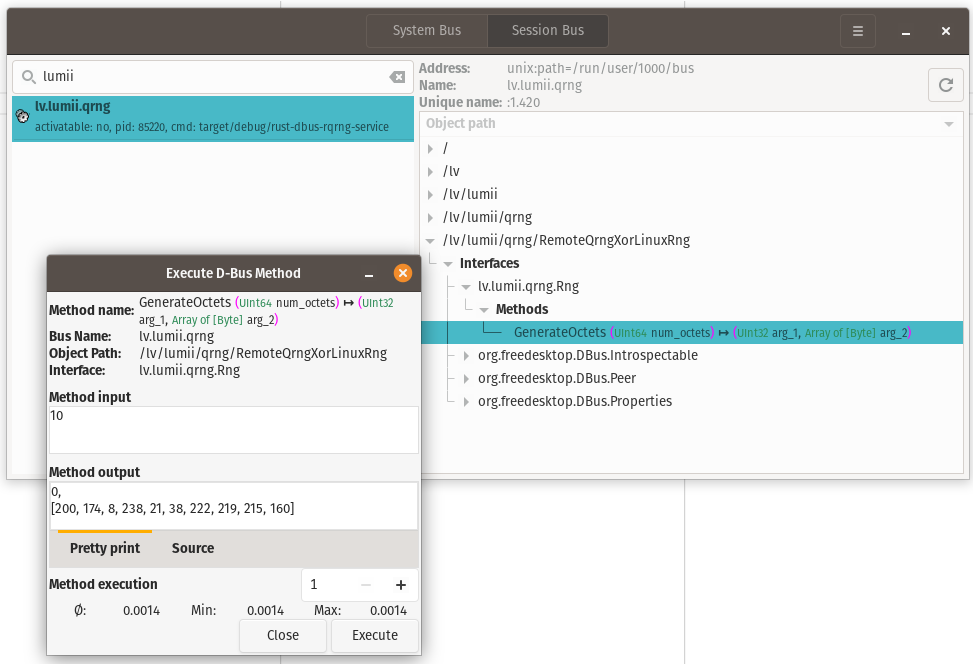 System Bus
Session Bus
lumii
lv.lumii.qrng
activatable: no, pid: 85220, cmd: target/debug/rust-dbus-rqrng-service
Address: unix:path=/run/user/1000/bus
Name: lv.lumii.qrng
Unique name: :1.420
Object path
/
/lv
/lv/lumii
/lv/lumii/qrng
/lv/lumii/qrng/RemoteQrngXorLinuxRng
Interfaces
lv.lumii.qrng.Rng
Methods
GenerateOctets (UInt64 num_octets) ↦ (UInt32 arg_1, Array of [Byte] arg_2)
org.freedesktop.DBus.Introspectable
org.freedesktop.DBus.Peer
org.freedesktop.DBus.Properties
Execute D-Bus Method
Method name: GenerateOctets (UInt64 num_octets) ↦ (UInt32
arg_1, Array of [Byte] arg_2)
Bus Name: lv.lumii.qrng
Object Path: /lv/lumii/qrng/RemoteQrngXorLinuxRng
Interface: lv.lumii.qrng.Rng
Method input
10
Method output
0,
[200, 174, 8, 238, 21, 38, 222, 219, 215, 160]
Pretty print Source
Method execution 1 − +
Ø: 0.0014 Min: 0.0014 Max: 0.0014
Close Execute